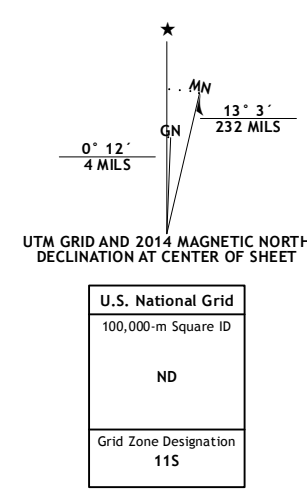 MN
GN
13° 3´
232 MILS
0° 12´
4 MILS
UTM GRID AND 2014 MAGNETIC NORTH
DECLINATION AT CENTER OF SHEET
U.S. National Grid
100,000-m Square ID
ND
Grid Zone Designation
11S